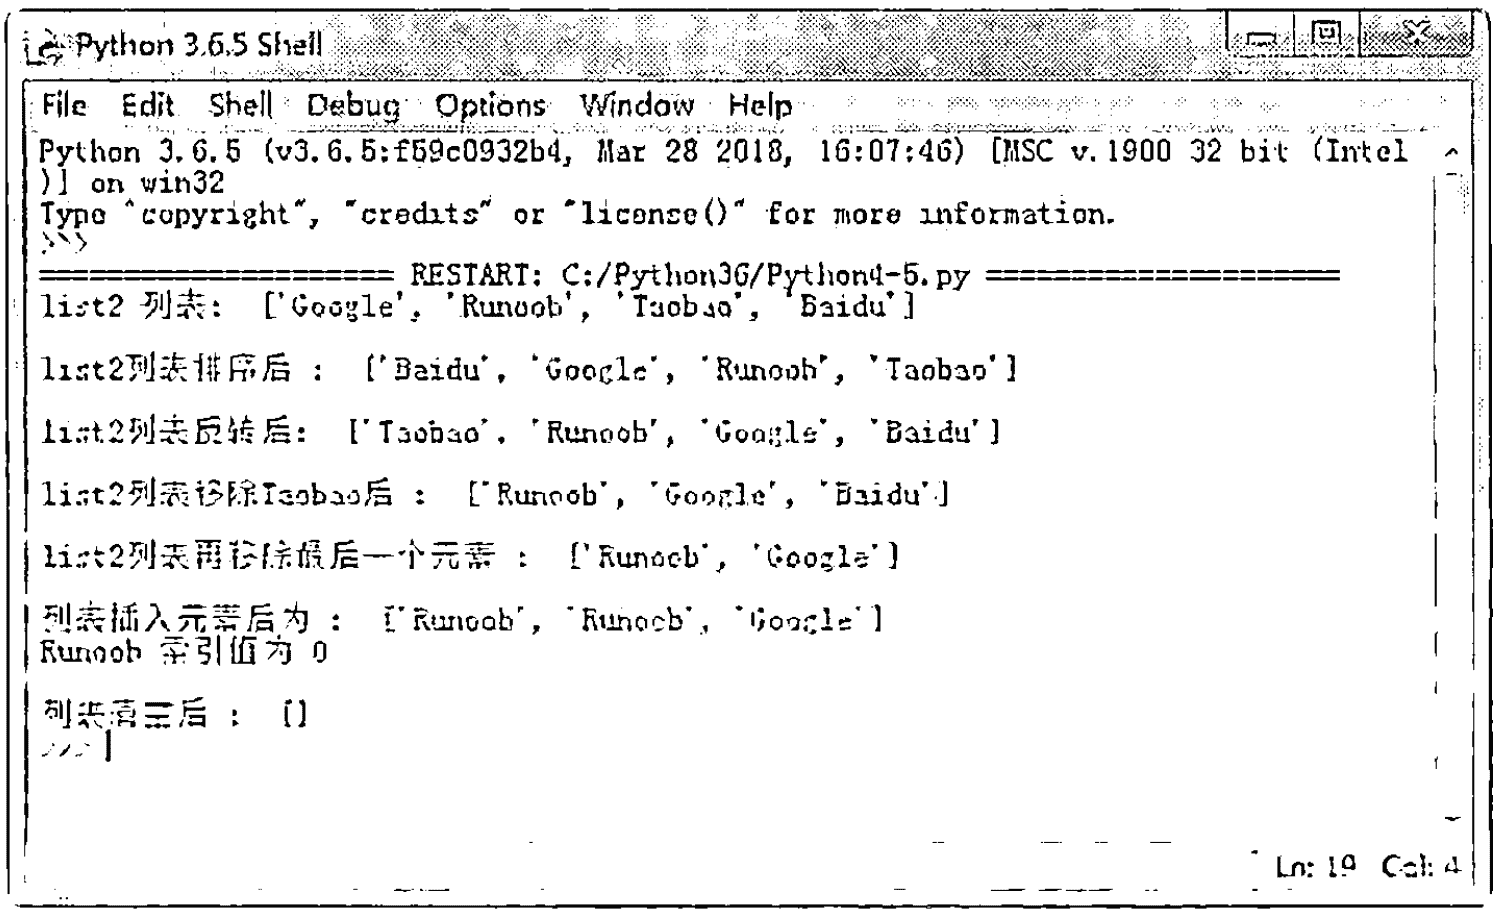 Python 3.6.5 Shell
File Edit Shell Debug Options Window Help
Python 3.6.5 (v3.6.5:f59c0932b4, Mar 28 2018, 16:07:46) [MSC v.1900 32 bit (Intel
)] on win32
Type "copyright", "credits" or "license()" for more information.
>>>
==================== RESTART: C:/Python36/Python4-5.py ====================
list2 列表: ['Google', 'Runoob', 'Taobao', 'Baidu']
list2列表排序后 : ['Baidu', 'Google', 'Runoob', 'Taobao']
list2列表反转后: ['Taobao', 'Runoob', 'Google', 'Baidu']
list2列表移除Taobao后 : ['Runoob', 'Google', 'Baidu']
list2列表再移除最后一个元素 : ['Runoob', 'Google']
列表插入元素后为 : ['Runoob', 'Runoob', 'Google']
Runoob 索引值为 0
列表清空后 : []
>>>
Ln: 19 Col: 4